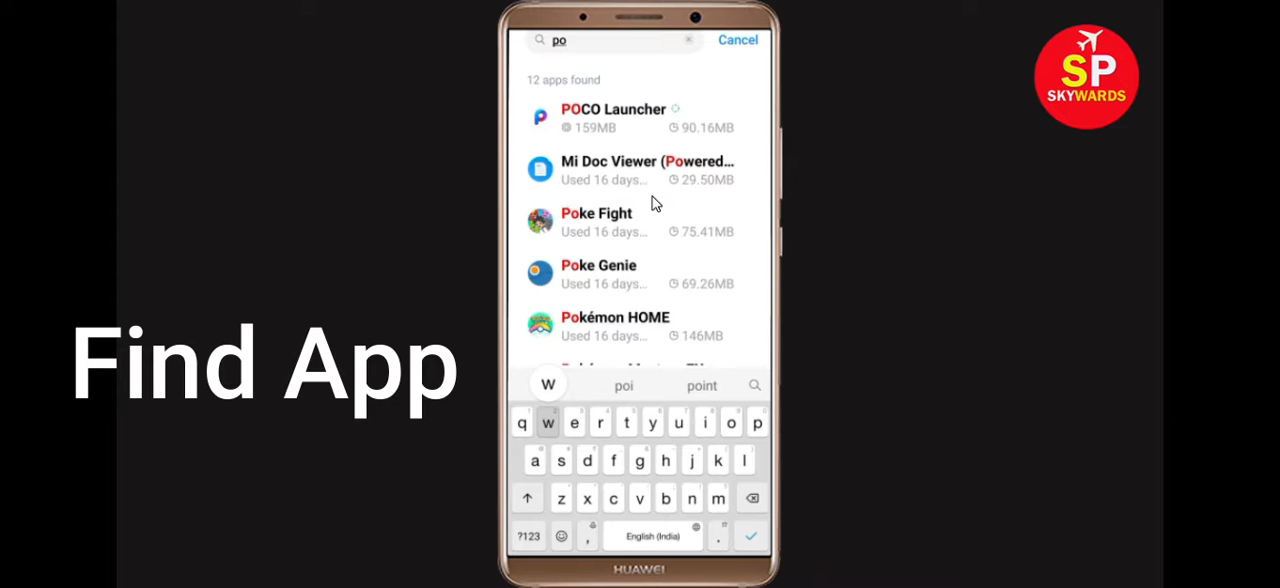 po
Cancel
12 apps found
POCO Launcher
159MB 90.16MB
Mi Doc Viewer (Powered...
Used 16 days... 29.50MB
Poke Fight
Used 16 days... 75.41MB
Poke Genie
Used 16 days... 69.26MB
Pokémon HOME
Used 16 days... 146MB
W poi point
q w e r t y u i o p
a s d f g h j k l
z x c v b n m
?123 , English (India) .
HUAWEI
Find App
SP
SKYWARDS